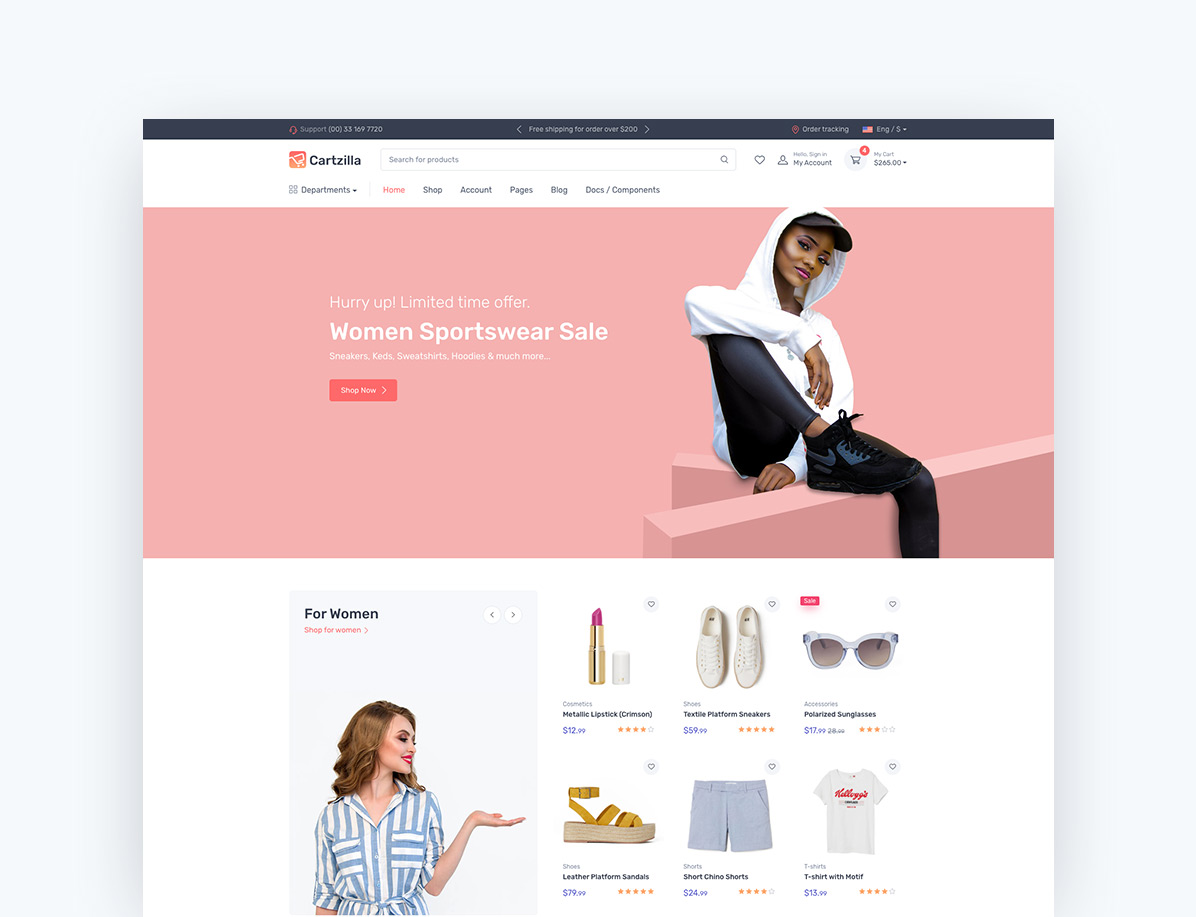 Support (00) 33 169 7720
Free shipping for order over $200
Order tracking
Eng / $
Cartzilla
Search for products
Hello, Sign in
My Account
4
My Cart
$265.00
Departments
Home
Shop
Account
Pages
Blog
Docs / Components
Hurry up! Limited time offer.
Women Sportswear Sale
Sneakers, Keds, Sweatshirts, Hoodies & much more...
Shop Now
For Women
Shop for women
Cosmetics
Metallic Lipstick (Crimson)
$12.99
Shoes
Textile Platform Sneakers
$59.99
Sale
Accessories
Polarized Sunglasses
$17.99 28.99
Shoes
Leather Platform Sandals
$79.99
Shorts
Short Chino Shorts
$24.99
Kellogg's
T-shirts
T-shirt with Motif
$13.99